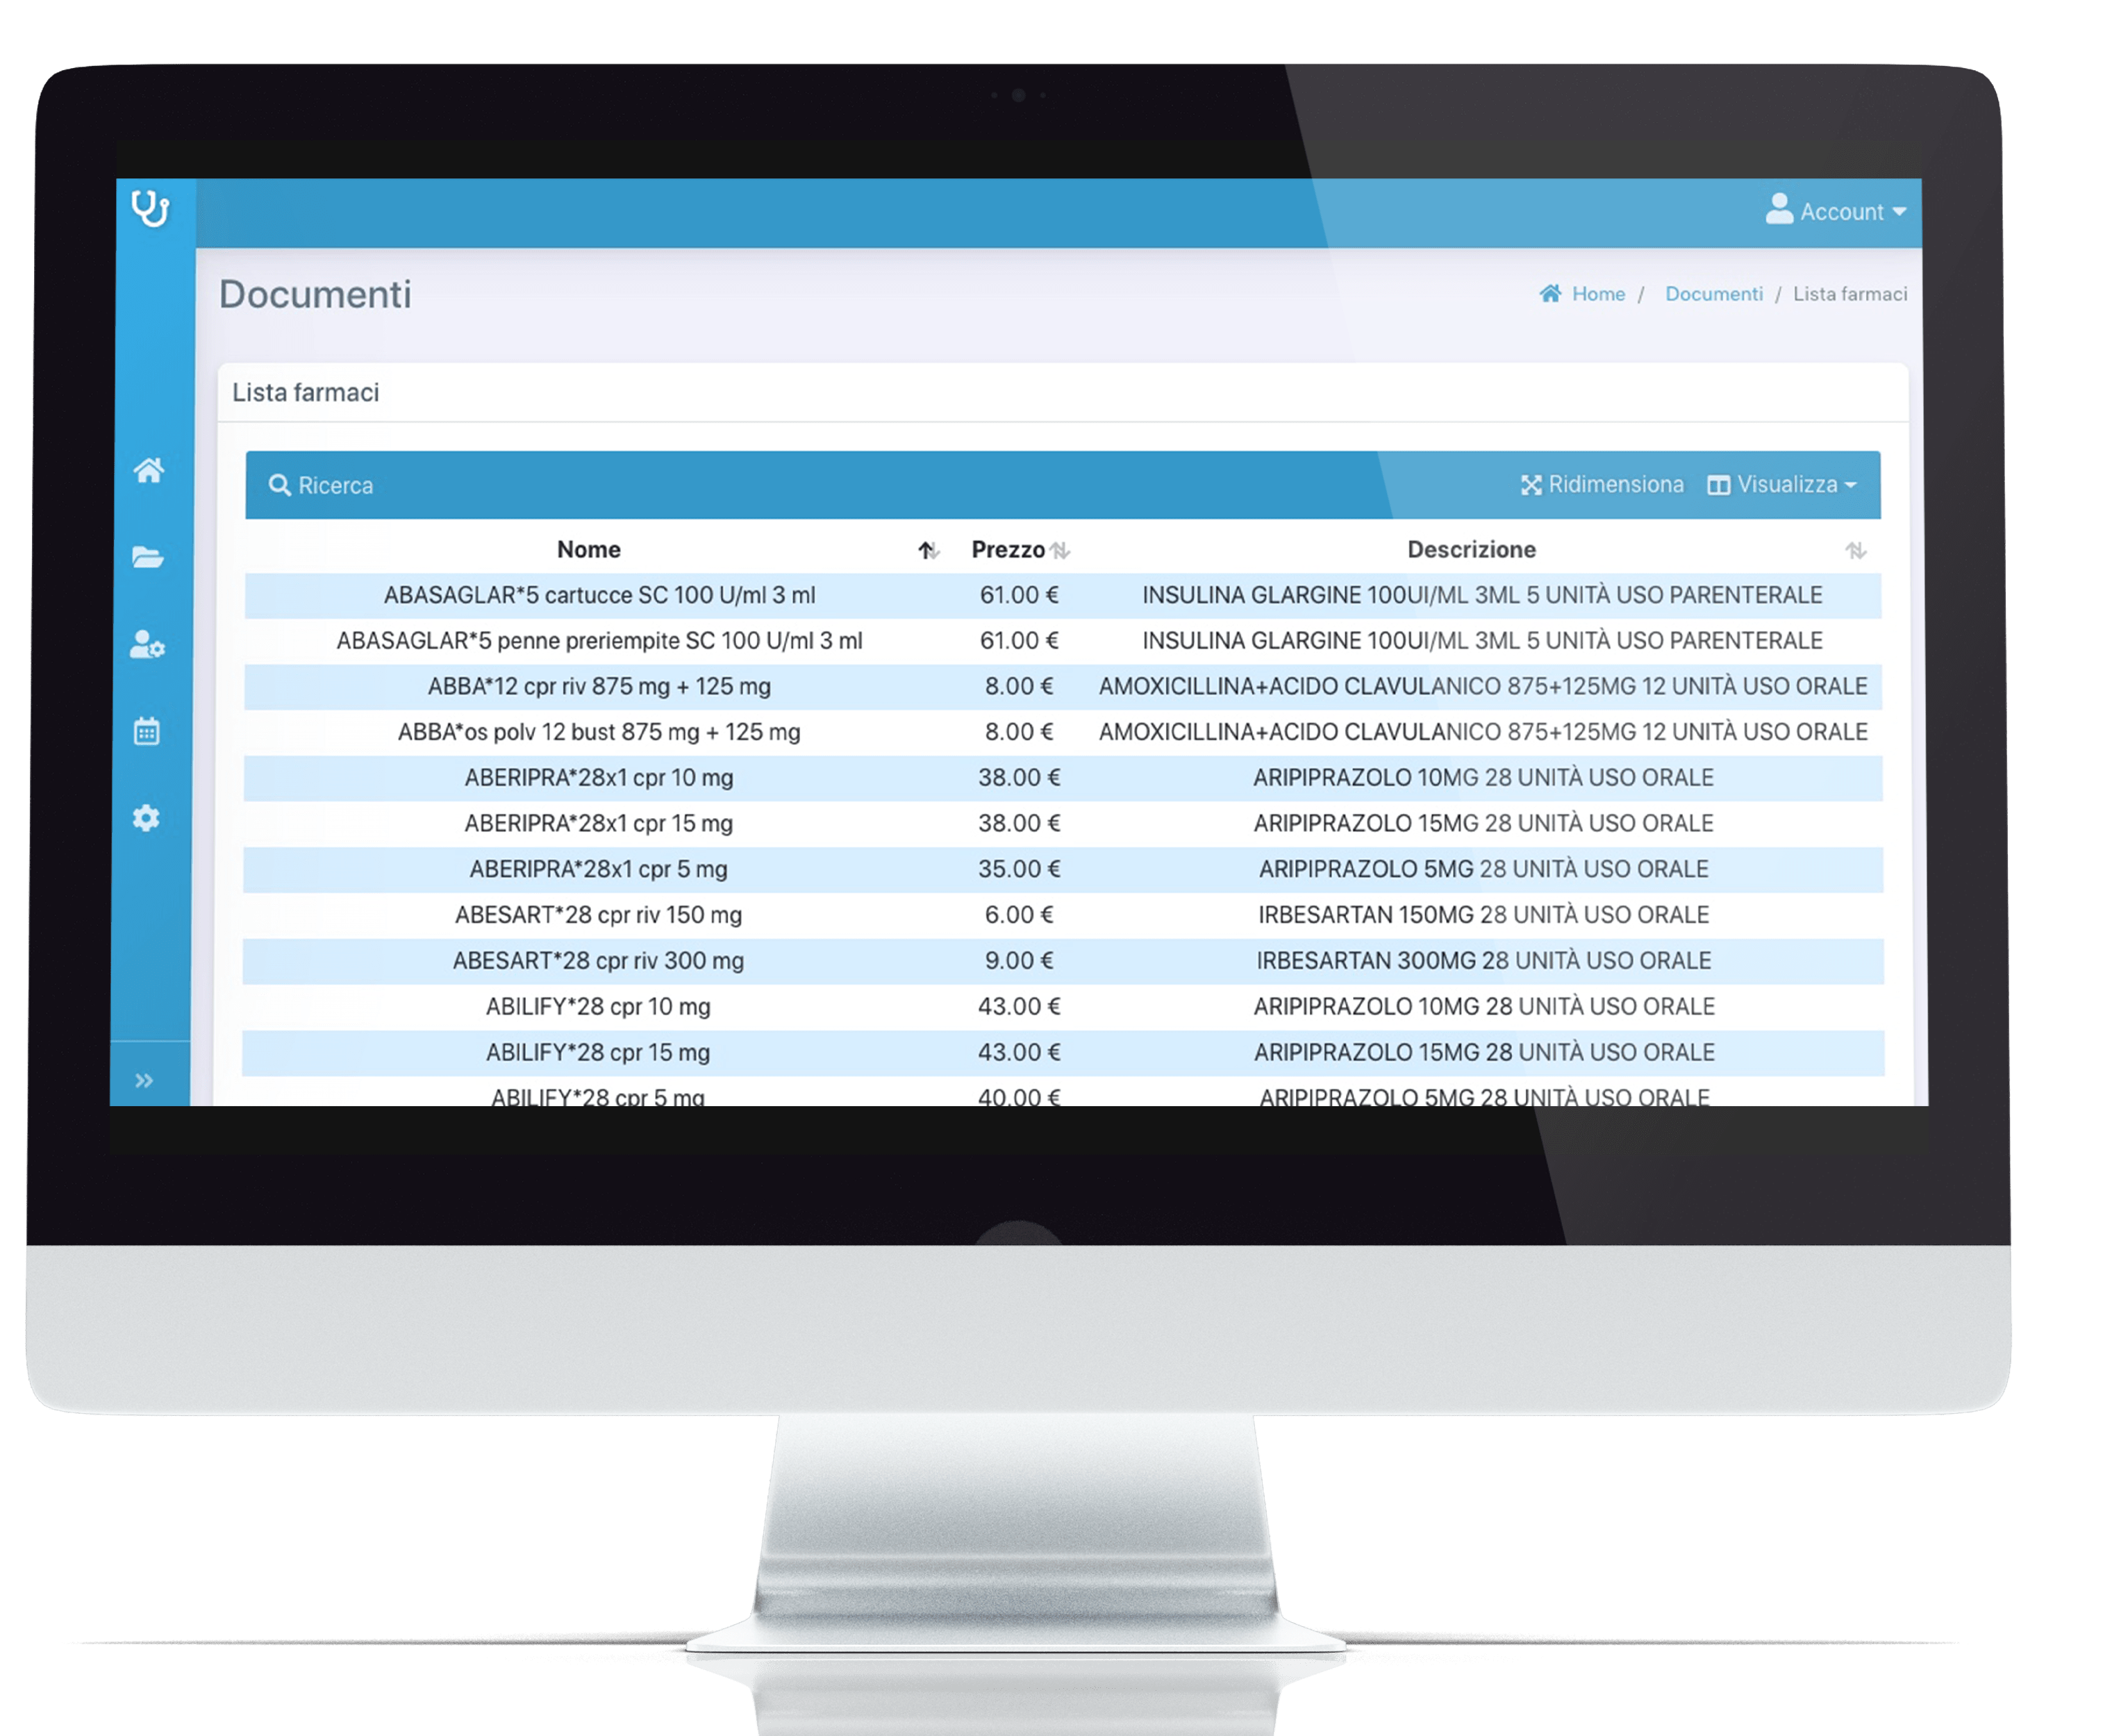 Account
Documenti
Home / Documenti / Lista farmaci
Lista farmaci
Ricerca Ridimensiona Visualizza
Nome Prezzo Descrizione
ABASAGLAR*5 cartucce SC 100 U/ml 3 ml 61.00 € INSULINA GLARGINE 100UI/ML 3ML 5 UNITÀ USO PARENTERALE
ABASAGLAR*5 penne preriempite SC 100 U/ml 3 ml 61.00 € INSULINA GLARGINE 100UI/ML 3ML 5 UNITÀ USO PARENTERALE
ABBA*12 cpr riv 875 mg + 125 mg 8.00 € AMOXICILLINA+ACIDO CLAVULANICO 875+125MG 12 UNITÀ USO ORALE
ABBA*os polv 12 bust 875 mg + 125 mg 8.00 € AMOXICILLINA+ACIDO CLAVULANICO 875+125MG 12 UNITÀ USO ORALE
ABERIPRA*28x1 cpr 10 mg 38.00 € ARIPIPRAZOLO 10MG 28 UNITÀ USO ORALE
ABERIPRA*28x1 cpr 15 mg 38.00 € ARIPIPRAZOLO 15MG 28 UNITÀ USO ORALE
ABERIPRA*28x1 cpr 5 mg 35.00 € ARIPIPRAZOLO 5MG 28 UNITÀ USO ORALE
ABESART*28 cpr riv 150 mg 6.00 € IRBESARTAN 150MG 28 UNITÀ USO ORALE
ABESART*28 cpr riv 300 mg 9.00 € IRBESARTAN 300MG 28 UNITÀ USO ORALE
ABILIFY*28 cpr 10 mg 43.00 € ARIPIPRAZOLO 10MG 28 UNITÀ USO ORALE
ABILIFY*28 cpr 15 mg 43.00 € ARIPIPRAZOLO 15MG 28 UNITÀ USO ORALE
ABILIFY*28 cpr 5 mg 40.00 € ARIPIPRAZOLO 5MG 28 UNITÀ USO ORALE